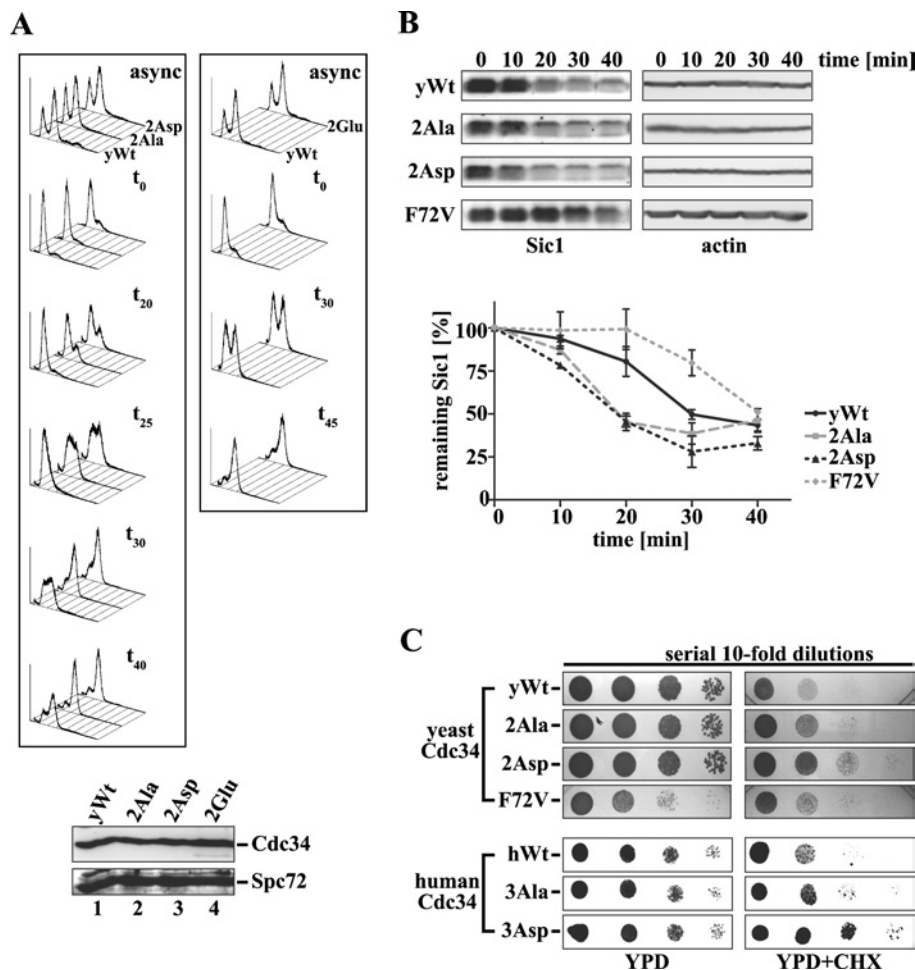 A
async
2Asp
2Ala
yWt
t0
t20
t25
t30
t40
async
2Glu
yWt
t0
t30
t45
yWt 2Ala 2Asp 2Glu
Cdc34
Spc72
1 2 3 4
B
0 10 20 30 40 0 10 20 30 40 time [min]
yWt
2Ala
2Asp
F72V
Sic1 actin
remaining Sic1 [%]
100
75
50
25
0
0 10 20 30 40
time [min]
yWt
2Ala
2Asp
F72V
C
serial 10-fold dilutions
yeast Cdc34
yWt
2Ala
2Asp
F72V
human Cdc34
hWt
3Ala
3Asp
YPD YPD+CHX